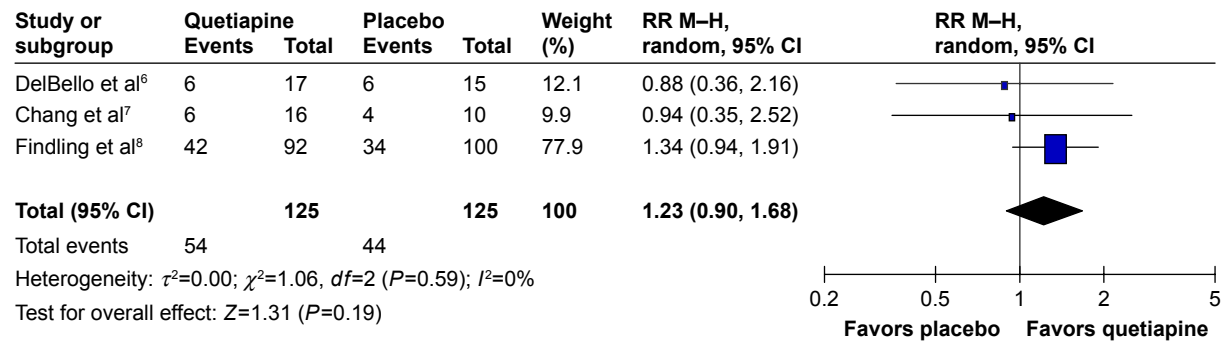 Study or Quetiapine Placebo Weight RR M–H, RR M–H,
subgroup Events Total Events Total (%) random, 95% CI random, 95% CI
DelBello et al⁶ 6 17 6 15 12.1 0.88 (0.36, 2.16)
Chang et al⁷ 6 16 4 10 9.9 0.94 (0.35, 2.52)
Findling et al⁸ 42 92 34 100 77.9 1.34 (0.94, 1.91)
Total (95% CI) 125 125 100 1.23 (0.90, 1.68)
Total events 54 44
Heterogeneity: τ²=0.00; χ²=1.06, df=2 (P=0.59); I²=0%
Test for overall effect: Z=1.31 (P=0.19)
0.2 0.5 1 2 5
Favors placebo Favors quetiapine